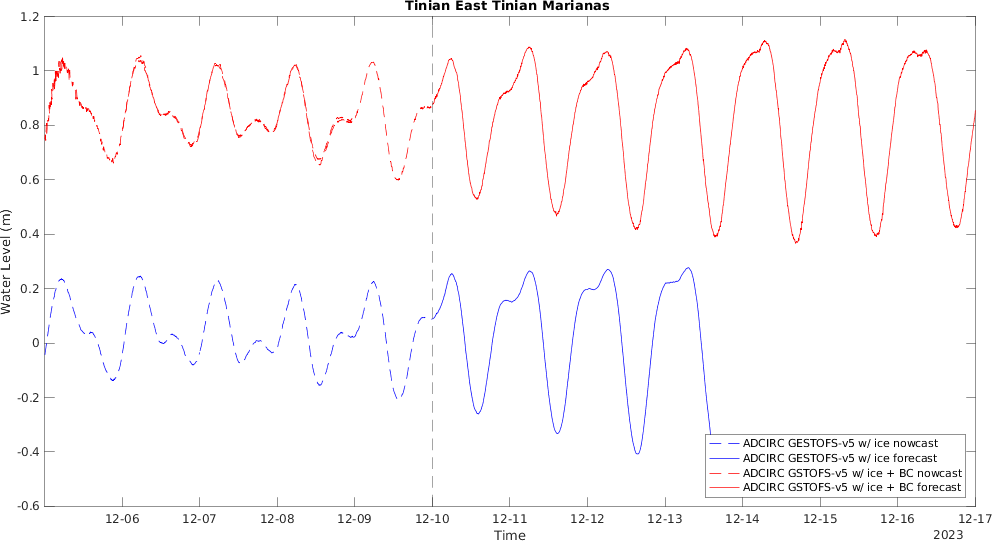 Tinian East Tinian Marianas
Water Level (m)
1.2
1
0.8
0.6
0.4
0.2
0
-0.2
-0.4
-0.6
12-06 12-07 12-08 12-09 12-10 12-11 12-12 12-13 12-14 12-15 12-16 12-17
Time
2023
ADCIRC GESTOFS-v5 w/ ice nowcast
ADCIRC GESTOFS-v5 w/ ice forecast
ADCIRC GSTOFS-v5 w/ ice + BC nowcast
ADCIRC GSTOFS-v5 w/ ice + BC forecast